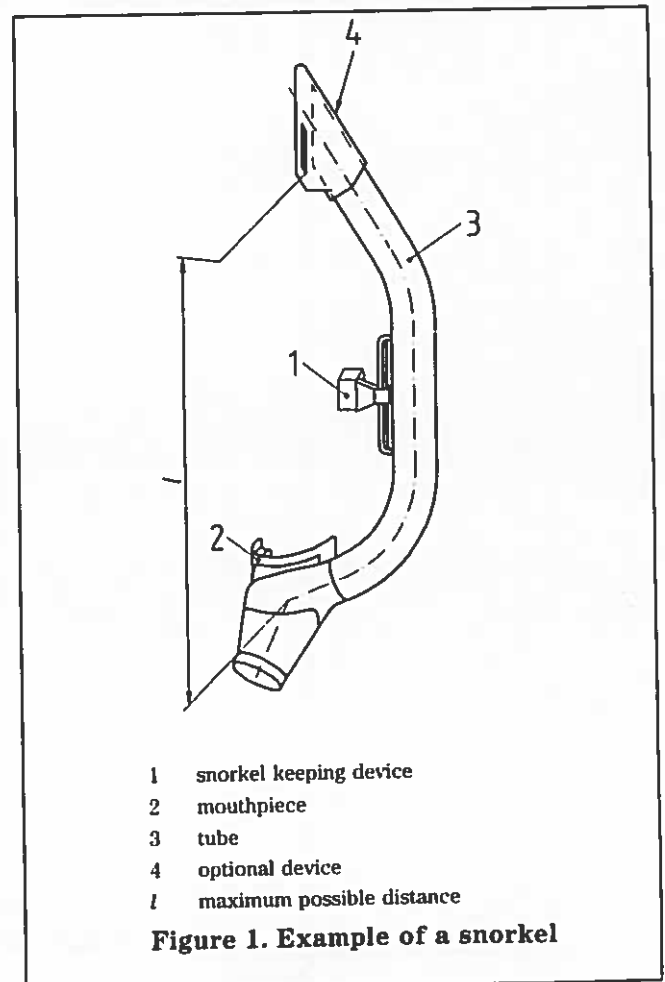 4
3
1
l
2
1 snorkel keeping device
2 mouthpiece
3 tube
4 optional device
l maximum possible distance
Figure 1. Example of a snorkel